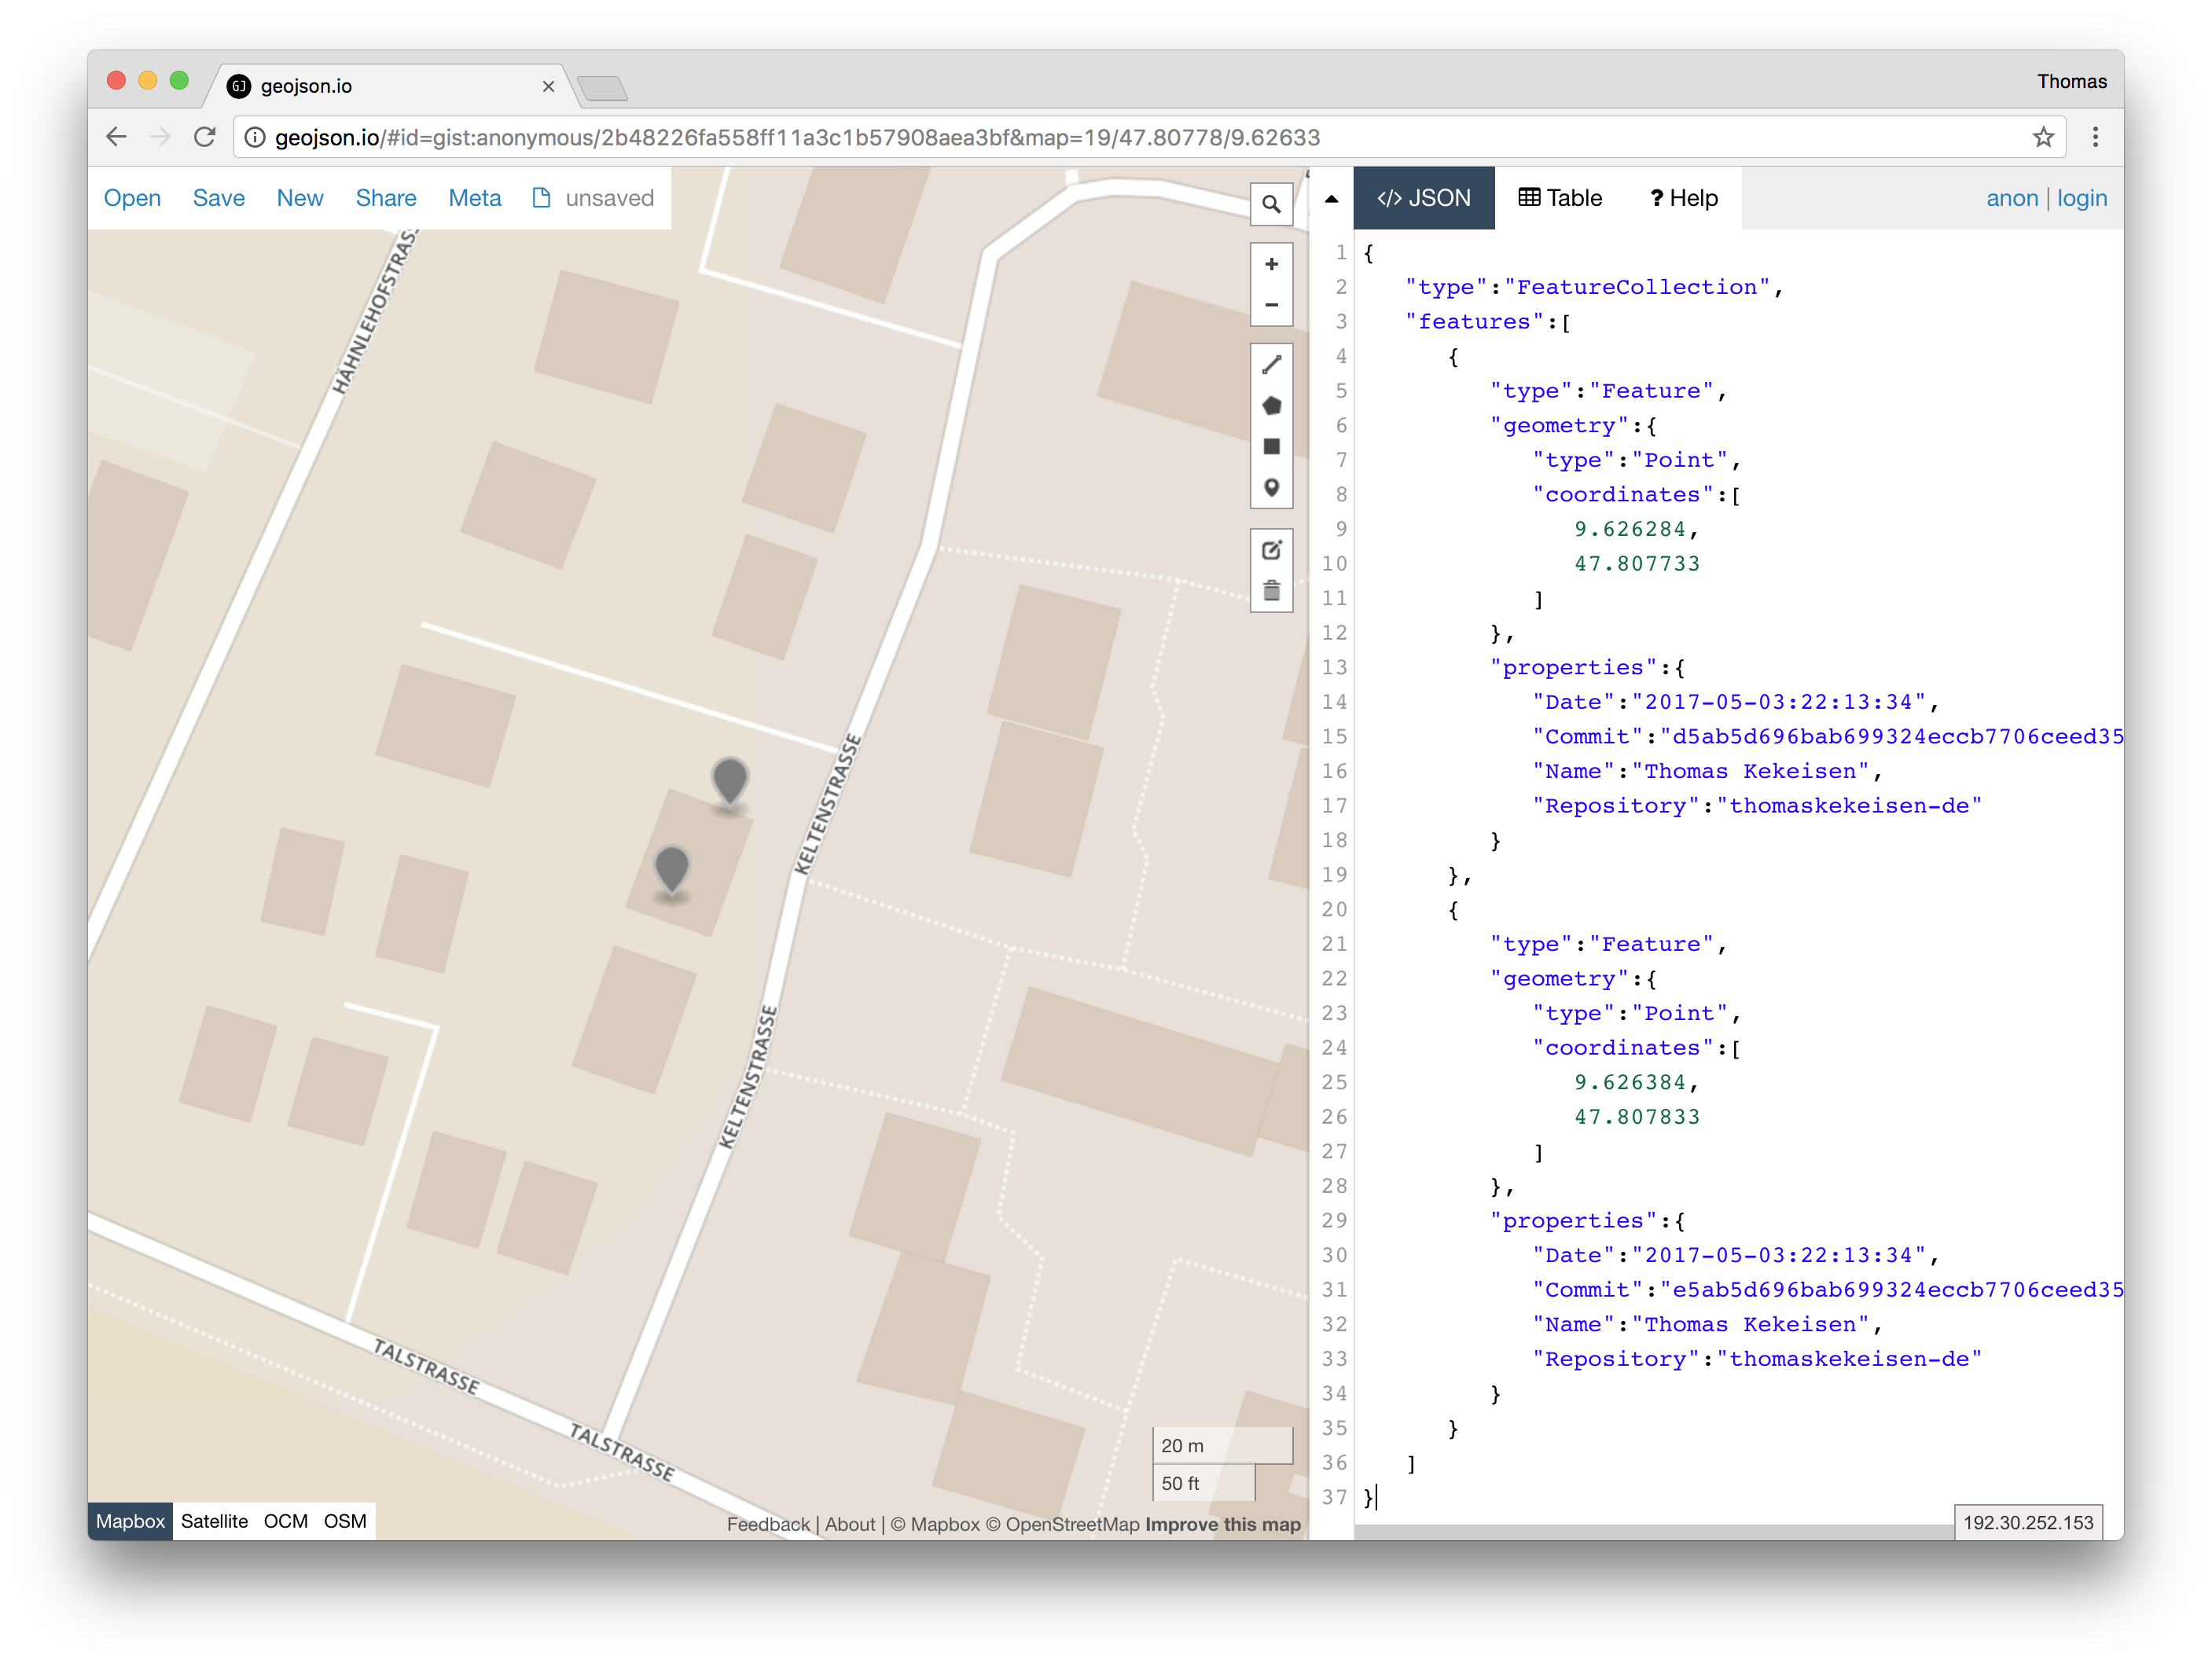 geojson.io
Thomas
geojson.io/#id=gist:anonymous/2b48226fa558ff11a3c1b57908aea3bf&map=19/47.80778/9.62633
Open Save New Share Meta unsaved
</> JSON Table ? Help anon | login
HÄHNLEHOFSTRASSE
KELTENSTRASSE
KELTENSTRASSE
TALSTRASSE
TALSTRASSE
20 m
50 ft
Mapbox Satellite OCM OSM
Feedback | About | © Mapbox © OpenStreetMap Improve this map
1 {
2 "type":"FeatureCollection",
3 "features":[
4 {
5 "type":"Feature",
6 "geometry":{
7 "type":"Point",
8 "coordinates":[
9 9.626284,
10 47.807733
11 ]
12 },
13 "properties":{
14 "Date":"2017-05-03:22:13:34",
15 "Commit":"d5ab5d696bab699324eccb7706ceed35
16 "Name":"Thomas Kekeisen",
17 "Repository":"thomaskekeisen-de"
18 }
19 },
20 {
21 "type":"Feature",
22 "geometry":{
23 "type":"Point",
24 "coordinates":[
25 9.626384,
26 47.807833
27 ]
28 },
29 "properties":{
30 "Date":"2017-05-03:22:13:34",
31 "Commit":"e5ab5d696bab699324eccb7706ceed35
32 "Name":"Thomas Kekeisen",
33 "Repository":"thomaskekeisen-de"
34 }
35 }
36 ]
37 }
192.30.252.153